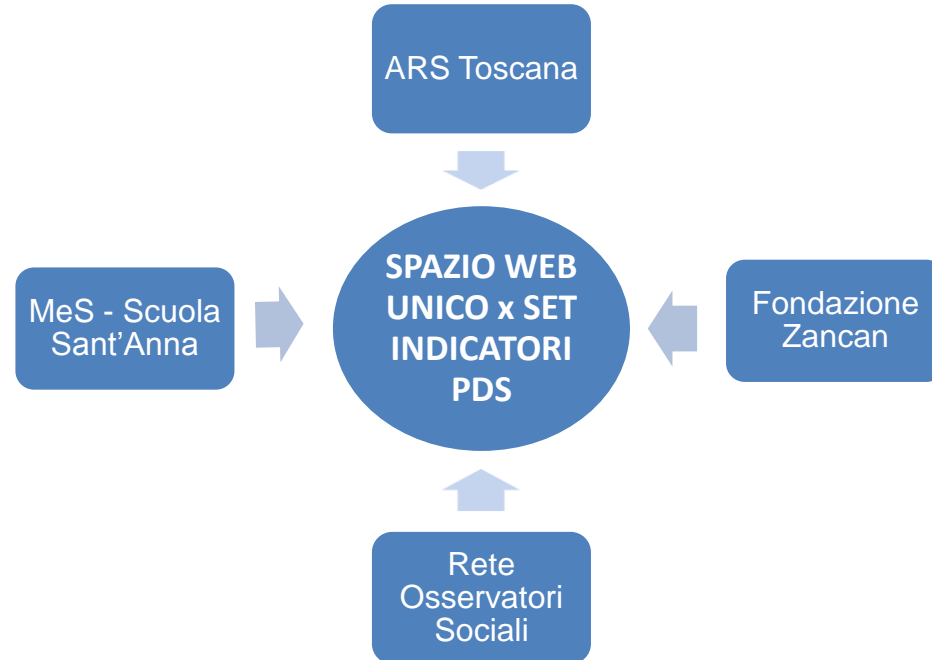 ARS Toscana
SPAZIO WEB
UNICO x SET
INDICATORI
PDS
MeS - Scuola
Sant'Anna
Fondazione
Zancan
Rete
Osservatori
Sociali